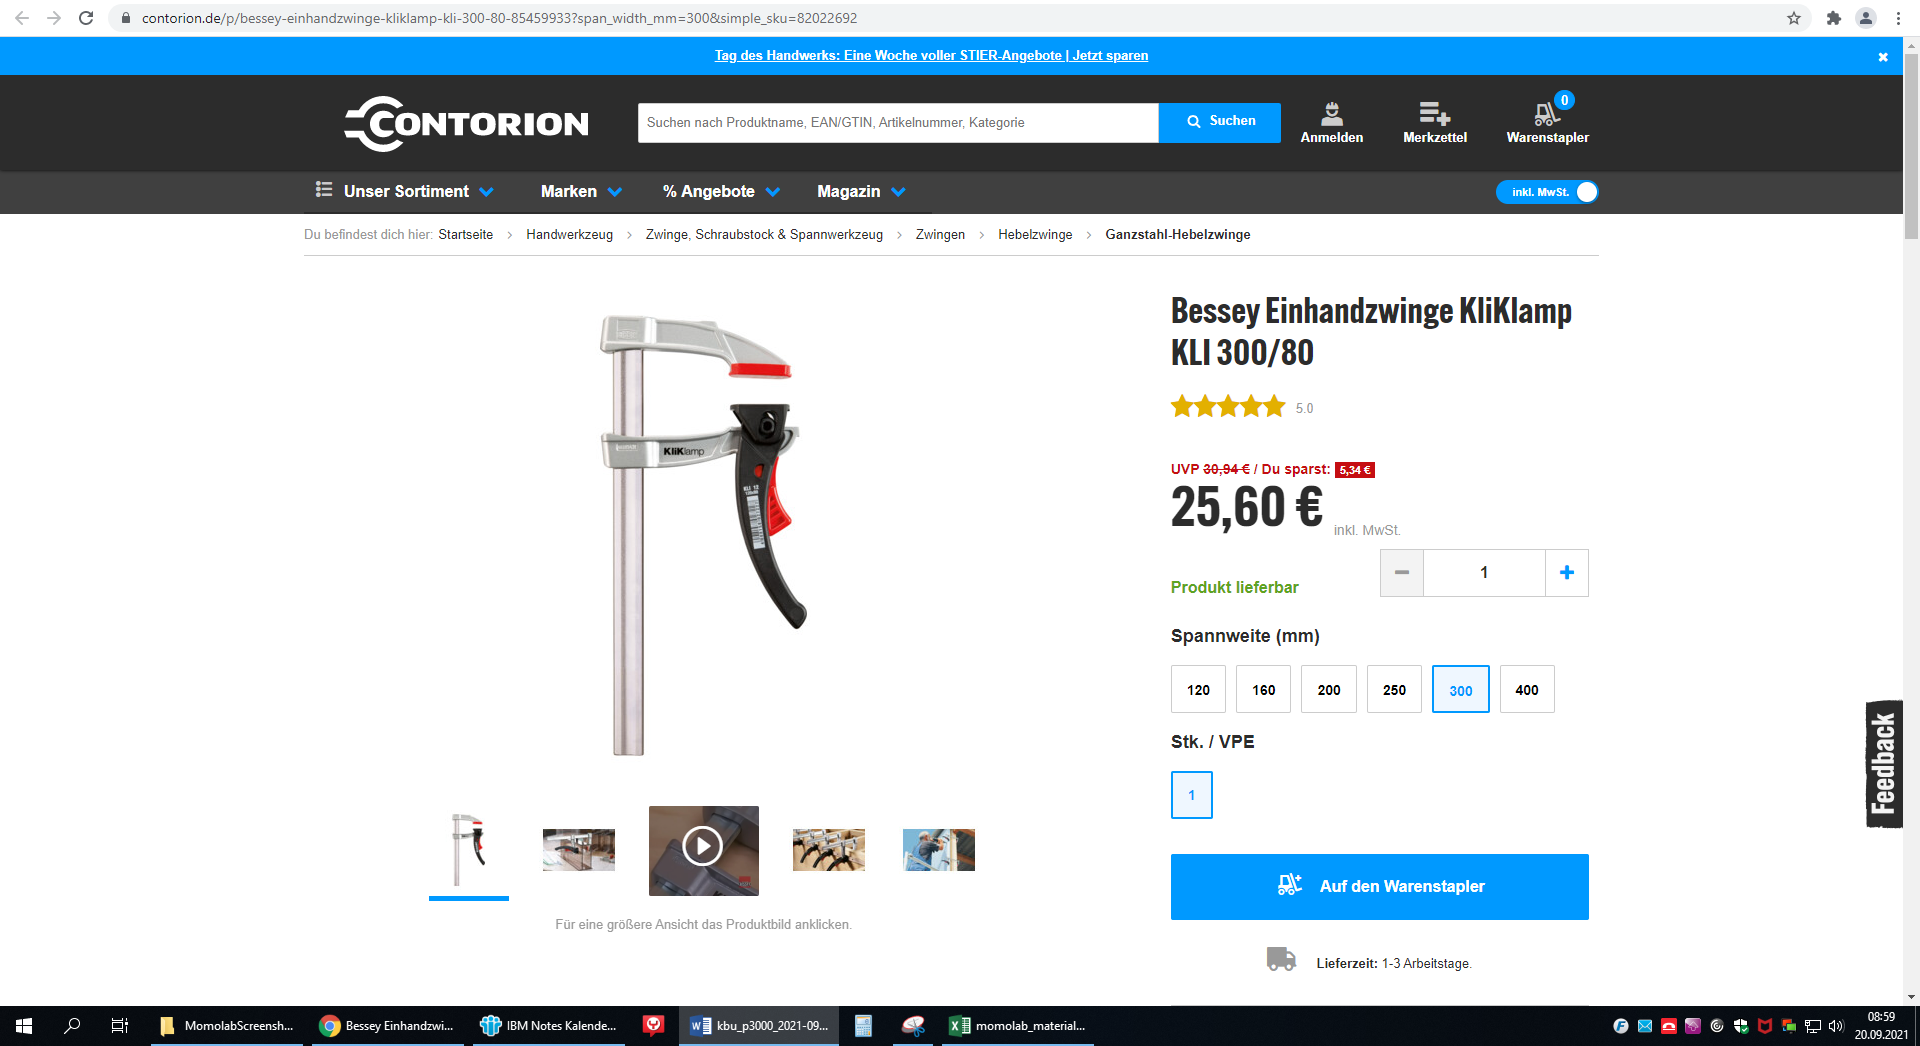 contorion.de/p/bessey-einhandzwinge-kliklamp-kli-300-80-85459933?span_width_mm=300&simple_sku=82022692
Tag des Handwerks: Eine Woche voller STIER-Angebote | Jetzt sparen
CONTORION
Suchen nach Produktname, EAN/GTIN, Artikelnummer, Kategorie
Suchen
Anmelden
Merkzettel
0
Warenstapler
Unser Sortiment
Marken
% Angebote
Magazin
inkl. MwSt.
Du befindest dich hier: Startseite
Handwerkzeug
Zwinge, Schraubstock & Spannwerkzeug
Zwingen
Hebelzwinge
Ganzstahl-Hebelzwinge
KliKlamp
Bessey Einhandzwinge KliKlamp
KLI 300/80
5.0
UVP 30,94 € / Du sparst: 5,34 €
25,60 € inkl. MwSt.
Produkt lieferbar
1
Spannweite (mm)
120
160
200
250
300
400
Stk. / VPE
1
Auf den Warenstapler
Lieferzeit: 1-3 Arbeitstage.
Für eine größere Ansicht das Produktbild anklicken.
Feedback
MomolabScreensh...
Bessey Einhandzwi...
IBM Notes Kalende...
kbu_p3000_2021-09...
momolab_material...
08:59
20.09.2021